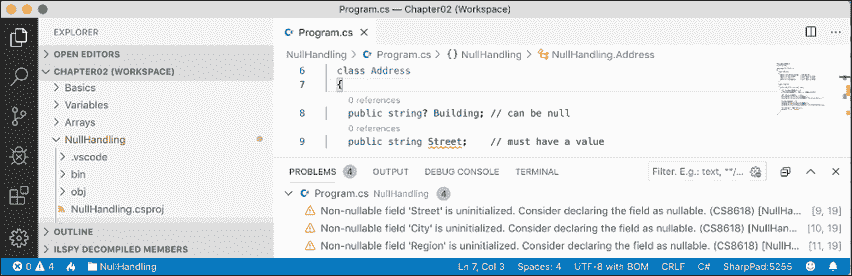 Program.cs — Chapter02 (Workspace)
EXPLORER
OPEN EDITORS
CHAPTER02 (WORKSPACE)
Basics
Variables
Arrays
NullHandling
.vscode
bin
obj
NullHandling.csproj
OUTLINE
ILSPY DECOMPILED MEMBERS
Program.cs
NullHandling > Program.cs > {} NullHandling > NullHandling.Address
6 class Address
7 {
0 references
8 public string? Building; // can be null
0 references
9 public string Street; // must have a value
PROBLEMS 4 OUTPUT DEBUG CONSOLE TERMINAL Filter. E.g.: text, **/...
Program.cs NullHandling 4
Non-nullable field 'Street' is uninitialized. Consider declaring the field as nullable. (CS8618) [NullHa... [9, 19]
Non-nullable field 'City' is uninitialized. Consider declaring the field as nullable. (CS8618) [NullHan... [10, 19]
Non-nullable field 'Region' is uninitialized. Consider declaring the field as nullable. (CS8618) [NullH... [11, 19]
0 4 NullHandling Ln 7, Col 3 Spaces: 4 UTF-8 with BOM CRLF C# SharpPad:5255